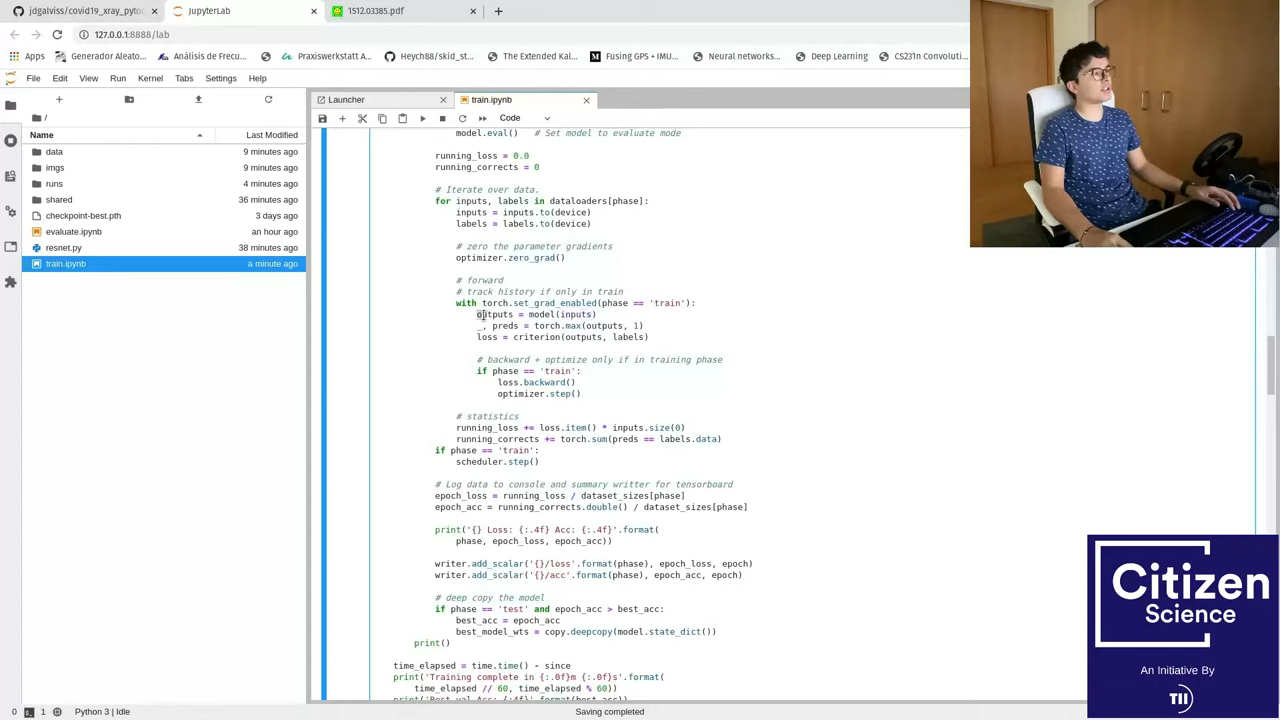 jdgalviss/covid19_xray_pyto
JupyterLab
1512.03385.pdf
127.0.0.1:8888/lab
Apps
Generador Aleato...
Análisis de Frecu...
Praxiswerkstatt &...
Heych88/skid_st...
The Extended Kal...
Fusing GPS + IMU...
Neural networks...
Deep Learning
CS231n Convoluti...
File Edit View Run Kernel Tabs Settings Help
Launcher
train.ipynb
/
Code
Name Last Modified
data 9 minutes ago
imgs 9 minutes ago
runs 4 minutes ago
shared 36 minutes ago
checkpoint-best.pth 3 days ago
evaluate.ipynb an hour ago
resnet.py 38 minutes ago
train.ipynb a minute ago
model.eval() # Set model to evaluate mode
running_loss = 0.0
running_corrects = 0
# Iterate over data.
for inputs, labels in dataloaders[phase]:
inputs = inputs.to(device)
labels = labels.to(device)
# zero the parameter gradients
optimizer.zero_grad()
# forward
# track history if only in train
with torch.set_grad_enabled(phase == 'train'):
outputs = model(inputs)
_, preds = torch.max(outputs, 1)
loss = criterion(outputs, labels)
# backward + optimize only if in training phase
if phase == 'train':
loss.backward()
optimizer.step()
# statistics
running_loss += loss.item() * inputs.size(0)
running_corrects += torch.sum(preds == labels.data)
if phase == 'train':
scheduler.step()
# Log data to console and summary writter for tensorboard
epoch_loss = running_loss / dataset_sizes[phase]
epoch_acc = running_corrects.double() / dataset_sizes[phase]
print('{} Loss: {:.4f} Acc: {:.4f}'.format(
phase, epoch_loss, epoch_acc))
writer.add_scalar('{}/loss'.format(phase), epoch_loss, epoch)
writer.add_scalar('{}/acc'.format(phase), epoch_acc, epoch)
# deep copy the model
if phase == 'test' and epoch_acc > best_acc:
best_acc = epoch_acc
best_model_wts = copy.deepcopy(model.state_dict())
print()
time_elapsed = time.time() - since
print('Training complete in {:.0f}m {:.0f}s'.format(
time_elapsed // 60, time_elapsed % 60))
print('Best val Acc: {:4f}'.format(best_acc))
0
1
Python 3 | Idle
Saving completed
Citizen
Science
An Initiative By
TII